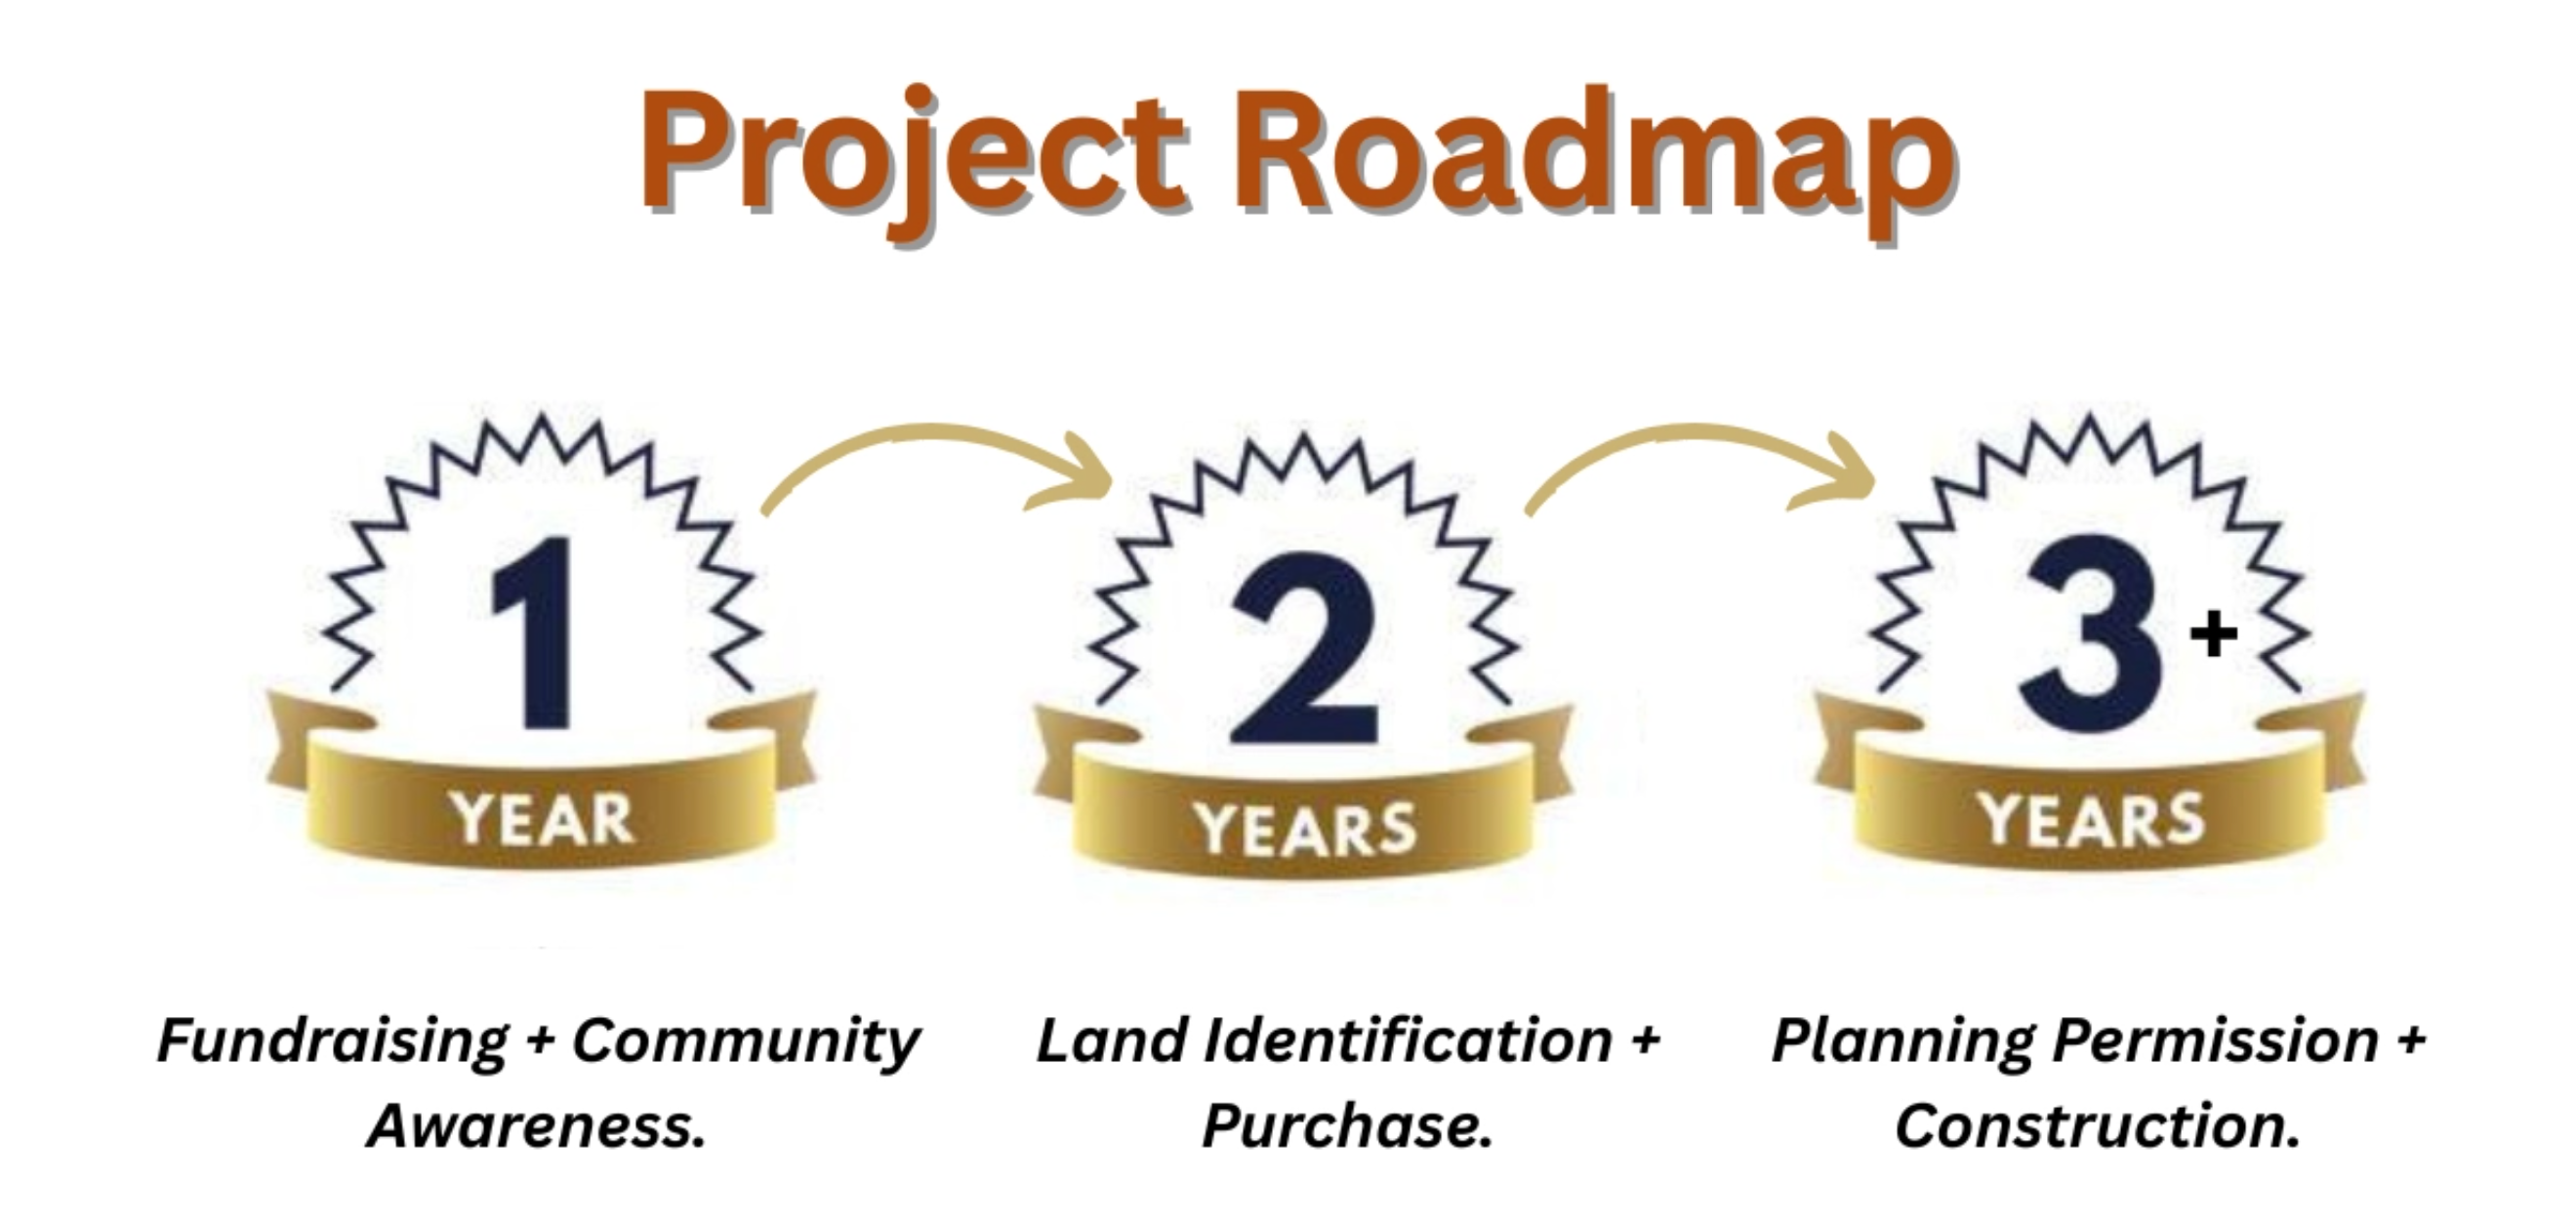 Project Roadmap
1
YEAR
2
YEARS
3+
YEARS
Fundraising + Community
Awareness.
Land Identification +
Purchase.
Planning Permission +
Construction.